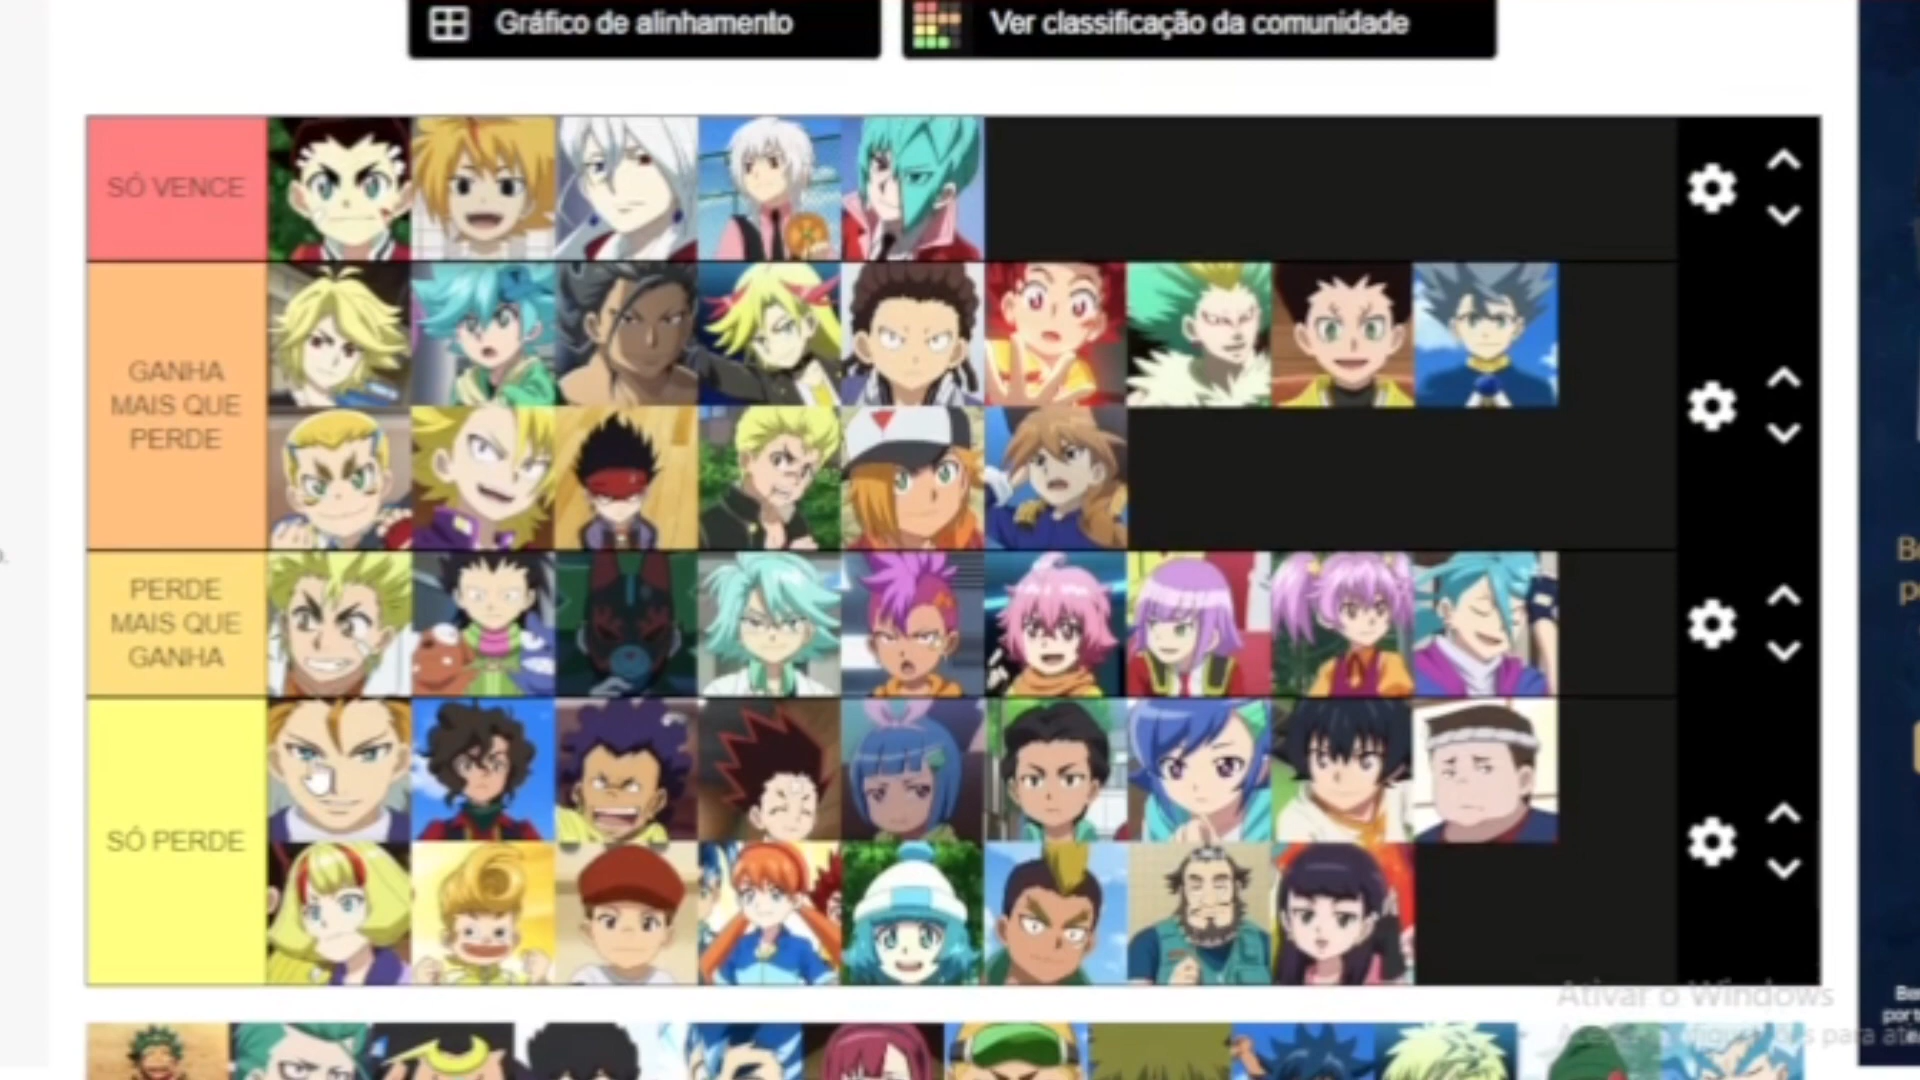 Gráfico de alinhamento
Ver classificação da comunidade
SÓ VENCE
GANHA
MAIS QUE
PERDE
PERDE
MAIS QUE
GANHA
SÓ PERDE
Ativar o Windows